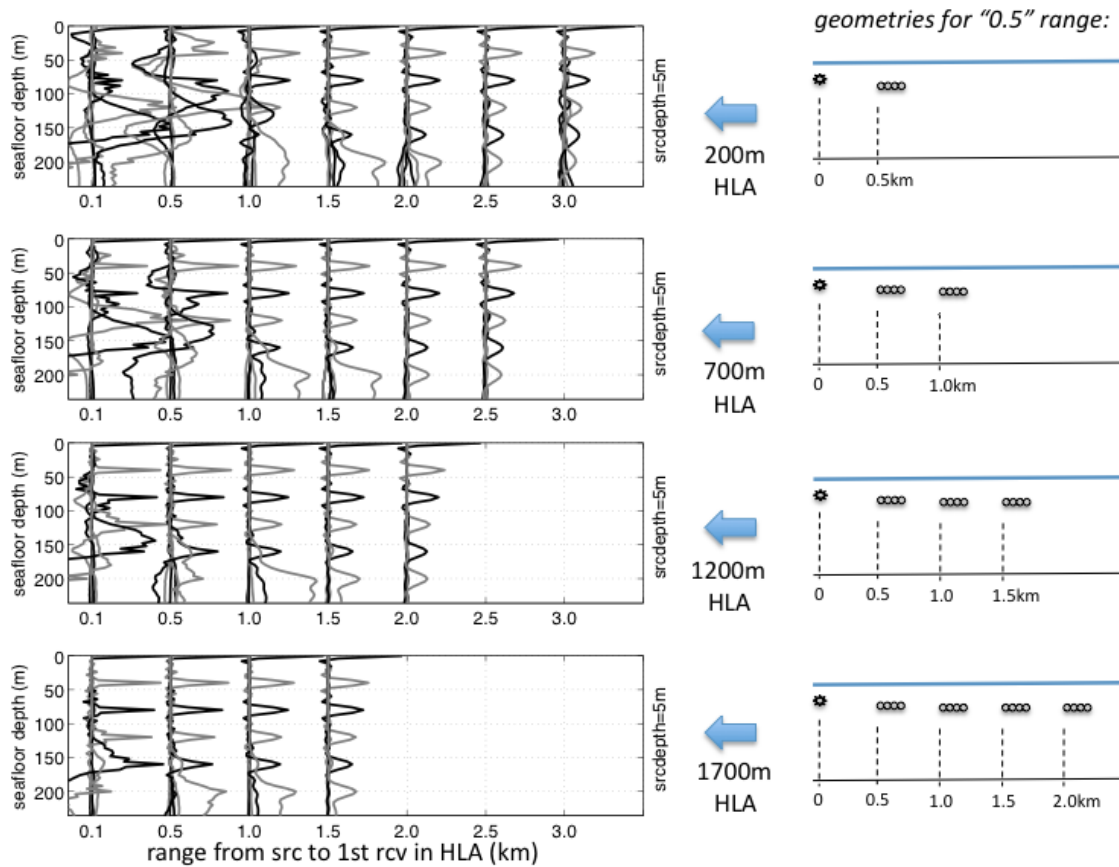 geometries for “0.5” range:
0
50
100
150
200
seafloor depth (m)
0.1 0.5 1.0 1.5 2.0 2.5 3.0
srcdepth=5m
200m
HLA
0 0.5km
0
50
100
150
200
seafloor depth (m)
0.1 0.5 1.0 1.5 2.0 2.5 3.0
srcdepth=5m
700m
HLA
0 0.5 1.0km
0
50
100
150
200
seafloor depth (m)
0.1 0.5 1.0 1.5 2.0 2.5 3.0
srcdepth=5m
1200m
HLA
0 0.5 1.0 1.5km
0
50
100
150
200
seafloor depth (m)
0.1 0.5 1.0 1.5 2.0 2.5 3.0
srcdepth=5m
1700m
HLA
0 0.5 1.0 1.5 2.0km
range from src to 1st rcv in HLA (km)